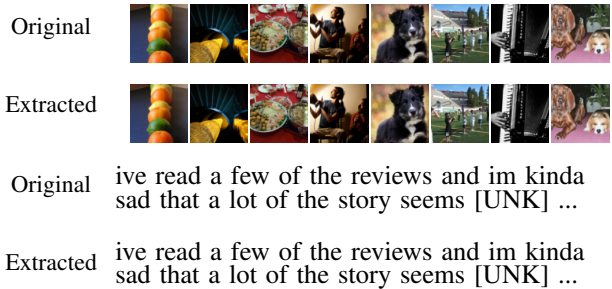 Original
Extracted
Original
ive read a few of the reviews and im kinda
sad that a lot of the story seems [UNK] ...
Extracted
ive read a few of the reviews and im kinda
sad that a lot of the story seems [UNK] ...